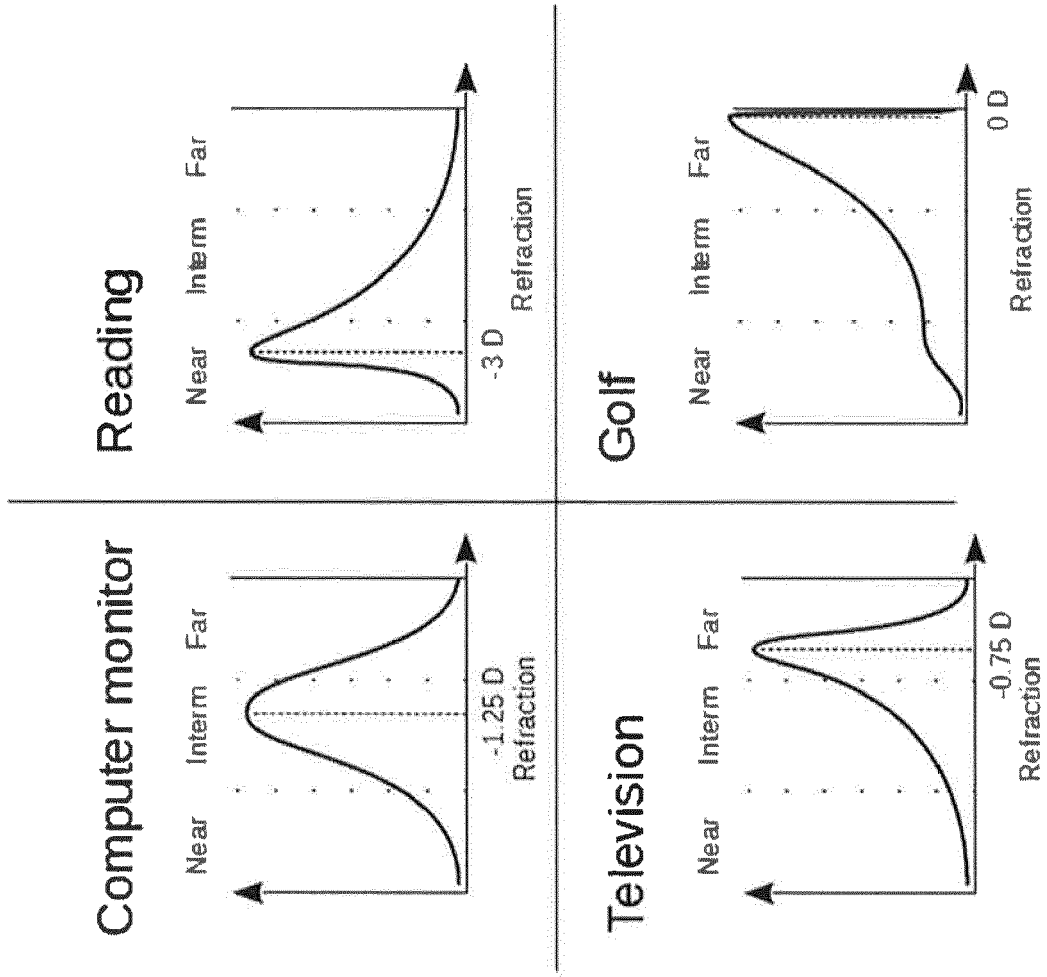 Computer monitor
Near Interm Far
-1.25 D
Refraction
Reading
Near Interm Far
-3 D
Refraction
Television
Near Interm Far
-0.75 D
Refraction
Golf
Near Interm Far
0 D
Refraction